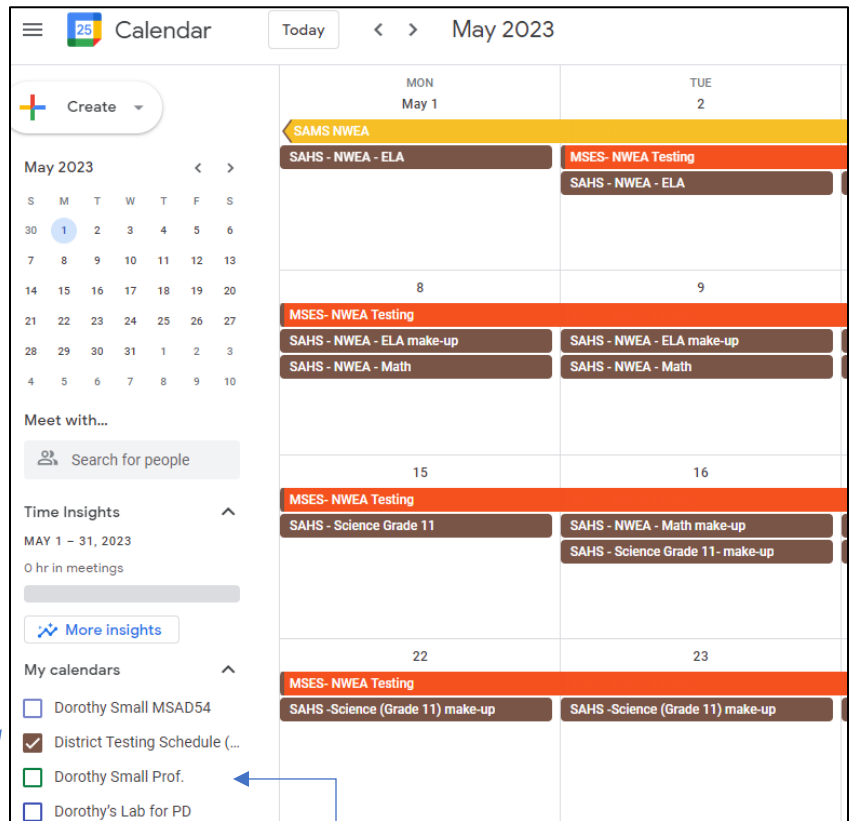 25 Calendar Today May 2023
Create
MON TUE
May 1 2
SAMS NWEA
SAHS - NWEA - ELA MSES- NWEA Testing
SAHS - NWEA - ELA
May 2023
S M T W T F S
30 1 2 3 4 5 6
7 8 9 10 11 12 13
14 15 16 17 18 19 20
21 22 23 24 25 26 27
28 29 30 31 1 2 3
4 5 6 7 8 9 10
8 9
MSES- NWEA Testing
SAHS - NWEA - ELA make-up SAHS - NWEA - ELA make-up
SAHS - NWEA - Math SAHS - NWEA - Math
Meet with...
Search for people
15 16
MSES- NWEA Testing
SAHS - Science Grade 11 SAHS - NWEA - Math make-up
SAHS - Science Grade 11- make-up
Time Insights
MAY 1 – 31, 2023
0 hr in meetings
More insights
22 23
MSES- NWEA Testing
SAHS -Science (Grade 11) make-up SAHS -Science (Grade 11) make-up
My calendars
Dorothy Small MSAD54
District Testing Schedule (...
Dorothy Small Prof.
Dorothy's Lab for PD